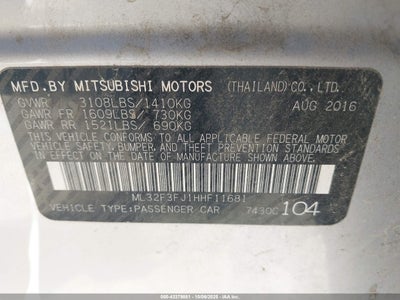 MFD.BY MITSUBISHI MOTORS (THAILAND) CO., LTD.
GVWR 3108LBS/1410KG AUG 2016
GAWR FR 1609LBS/ 730KG
GAWR RR 1521LBS/ 690KG
THIS VEHICLE CONFORMS TO ALL APPLICABLE FEDERAL MOTOR
VEHICLE SAFETY, BUMPER, AND THEFT PREVENTION STANDARDS
IN EFFECT ON THE DATE OF MANUFACTURE SHOWN ABOVE.
ML32F3FJ1HHF11681
VEHICLE TYPE:PASSENGER CAR 7430C 104